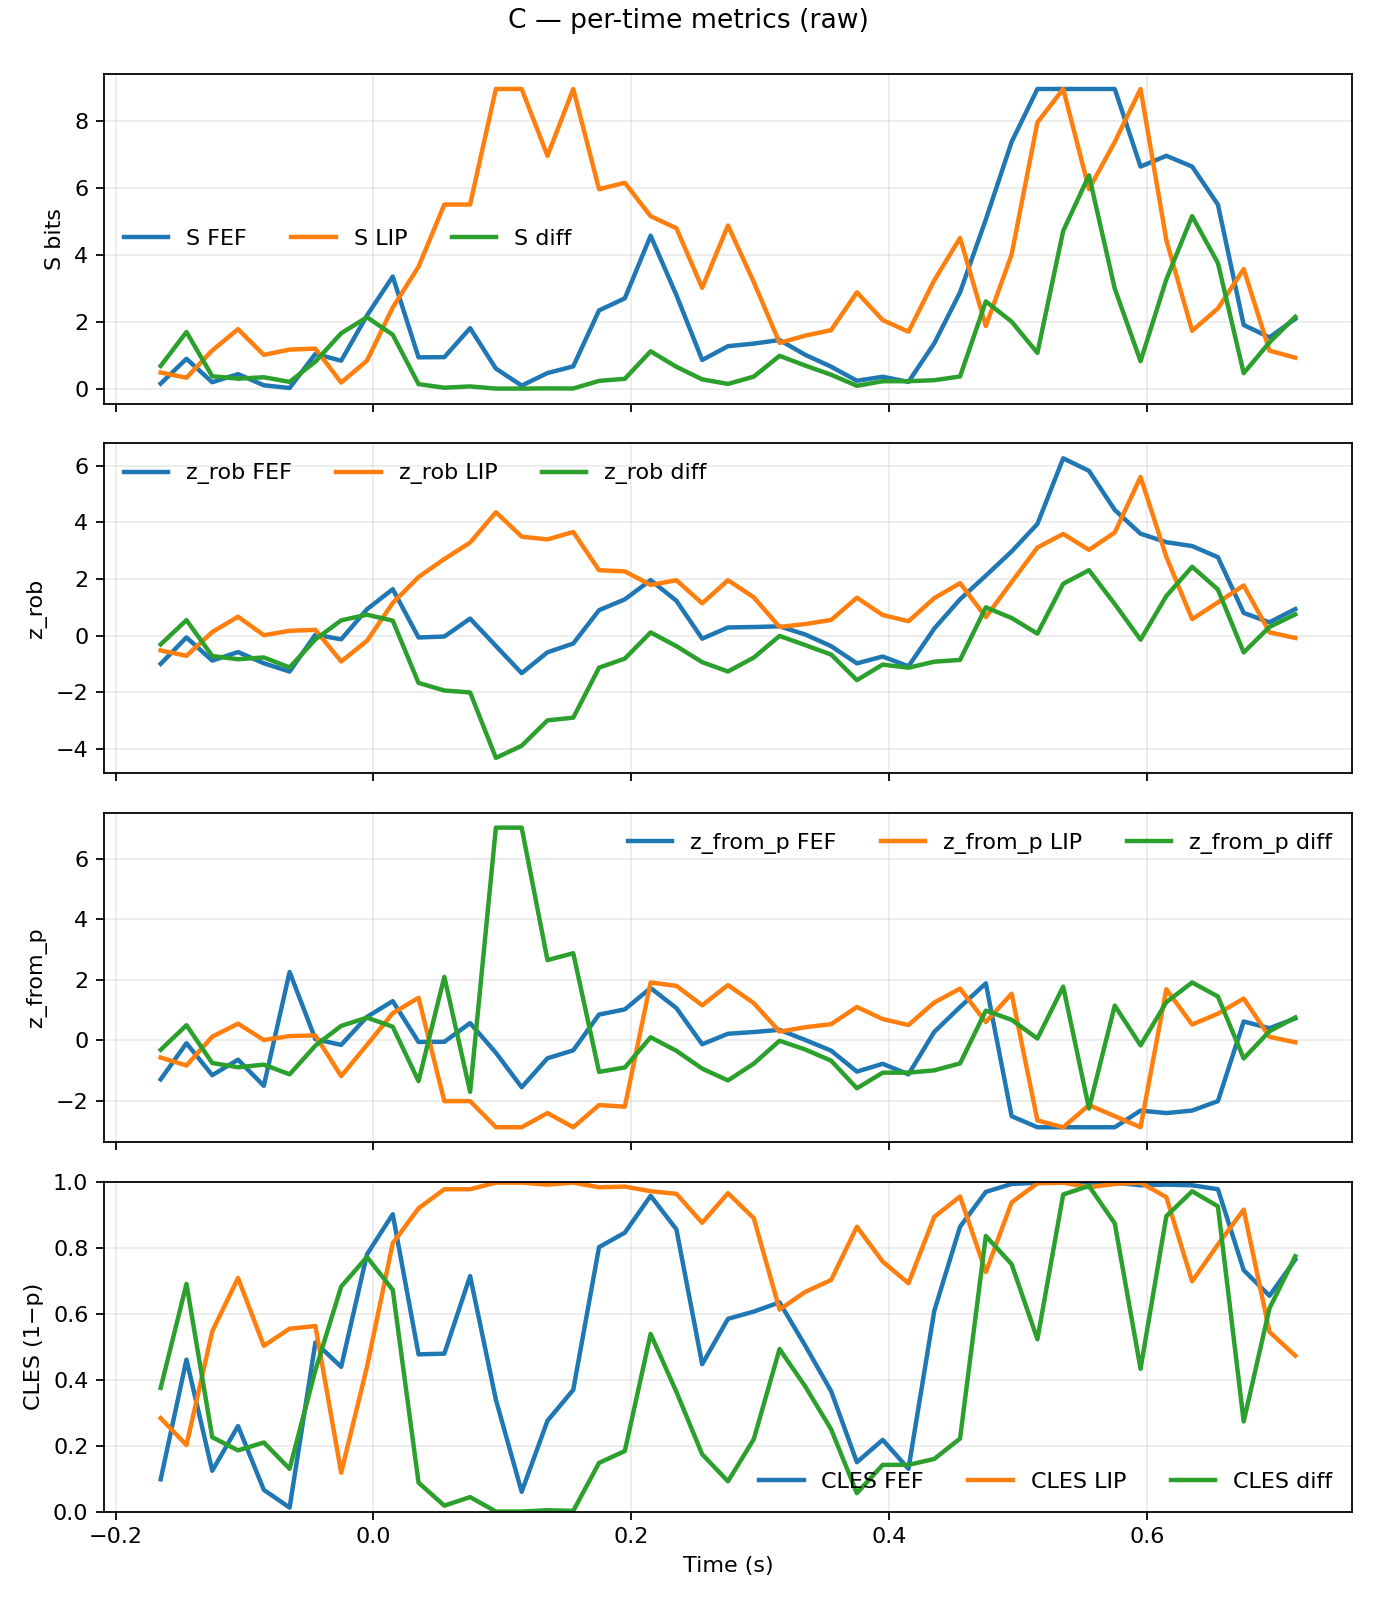 C — per-time metrics (raw)
8
6
4
2
0
S bits
S FEF
S LIP
S diff
6
4
2
0
−2
−4
z_rob
z_rob FEF
z_rob LIP
z_rob diff
6
4
2
0
−2
z_from_p
z_from_p FEF
z_from_p LIP
z_from_p diff
1.0
0.8
0.6
0.4
0.2
0.0
CLES (1−p)
CLES FEF
CLES LIP
CLES diff
−0.2
0.0
0.2
0.4
0.6
Time (s)